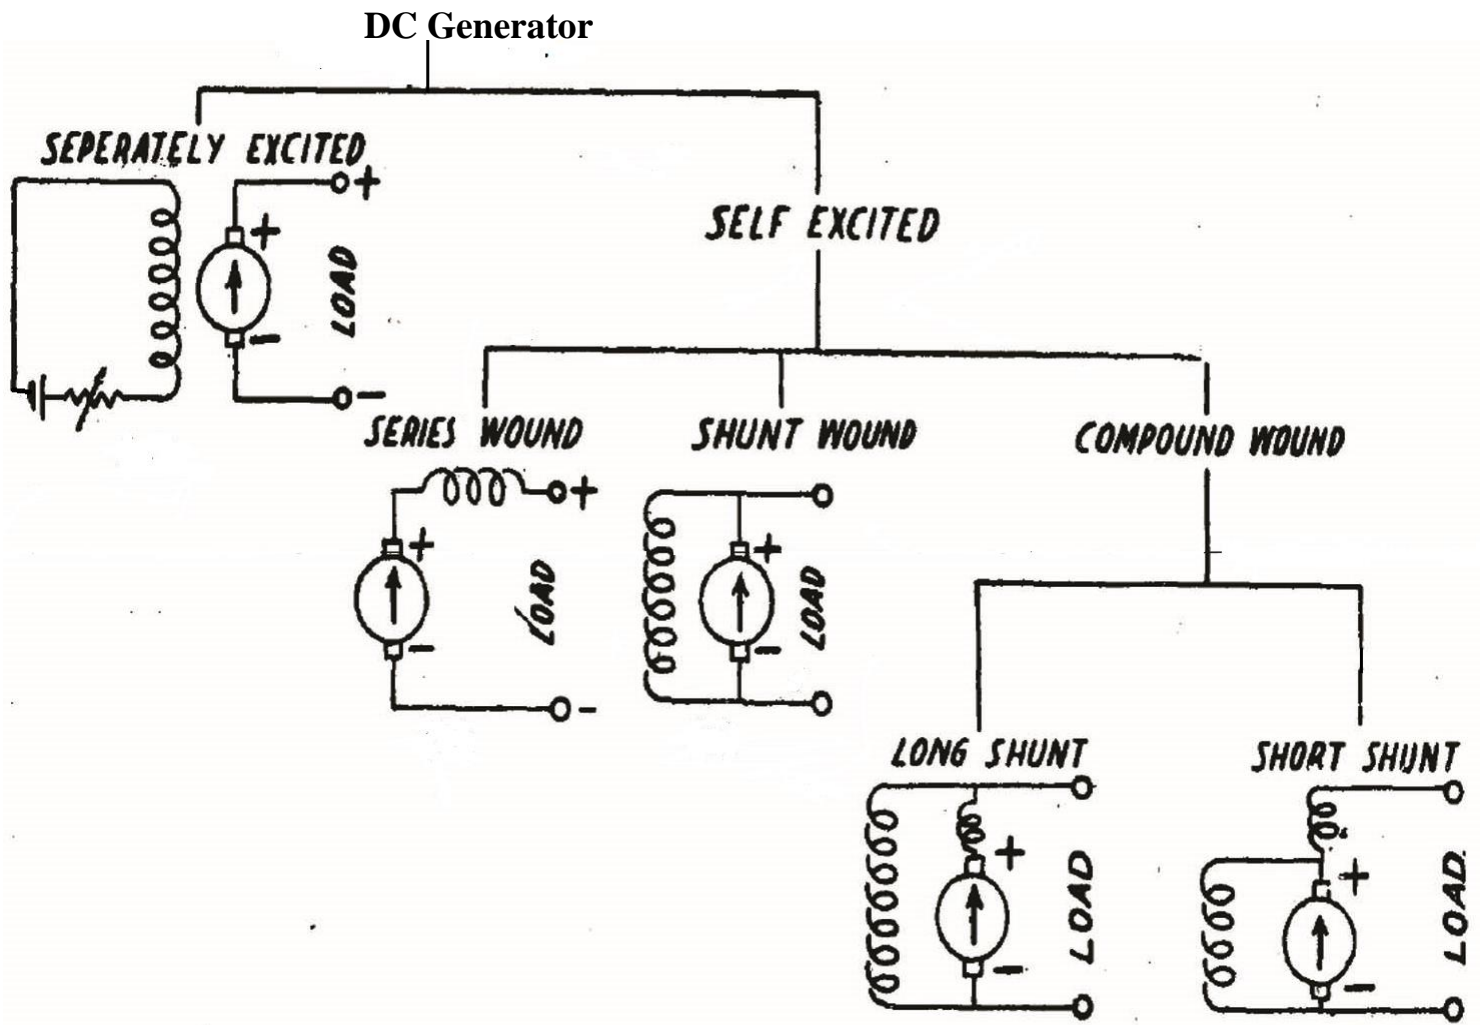 DC Generator
SEPERATELY EXCITED
+
+
LOAD
-
-
SELF EXCITED
SERIES WOUND
+
+
LOAD
-
-
SHUNT WOUND
+
LOAD
-
COMPOUND WOUND
LONG SHUNT
+
LOAD
-
SHORT SHUNT
+
LOAD
-